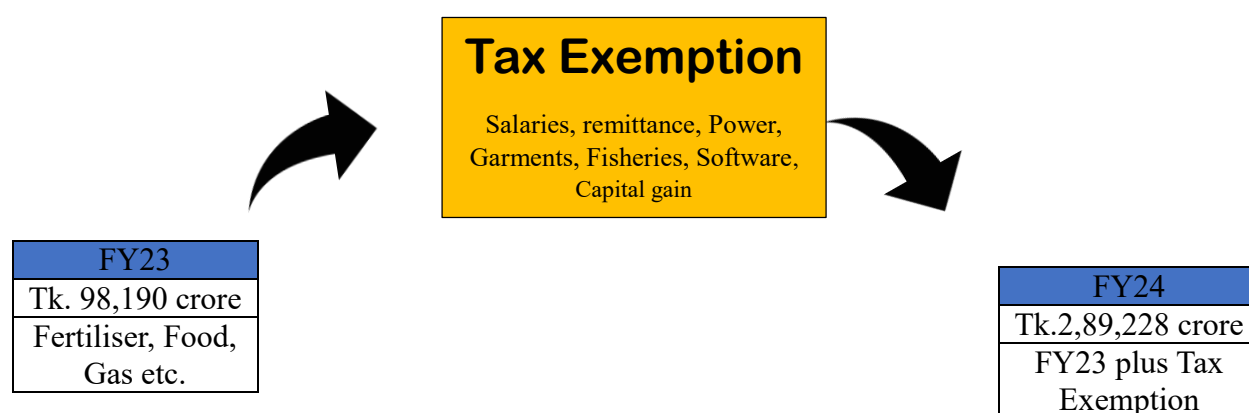 Tax Exemption
Salaries, remittance, Power,
Garments, Fisheries, Software,
Capital gain
FY23
Tk. 98,190 crore
Fertiliser, Food,
Gas etc.
FY24
Tk.2,89,228 crore
FY23 plus Tax
Exemption